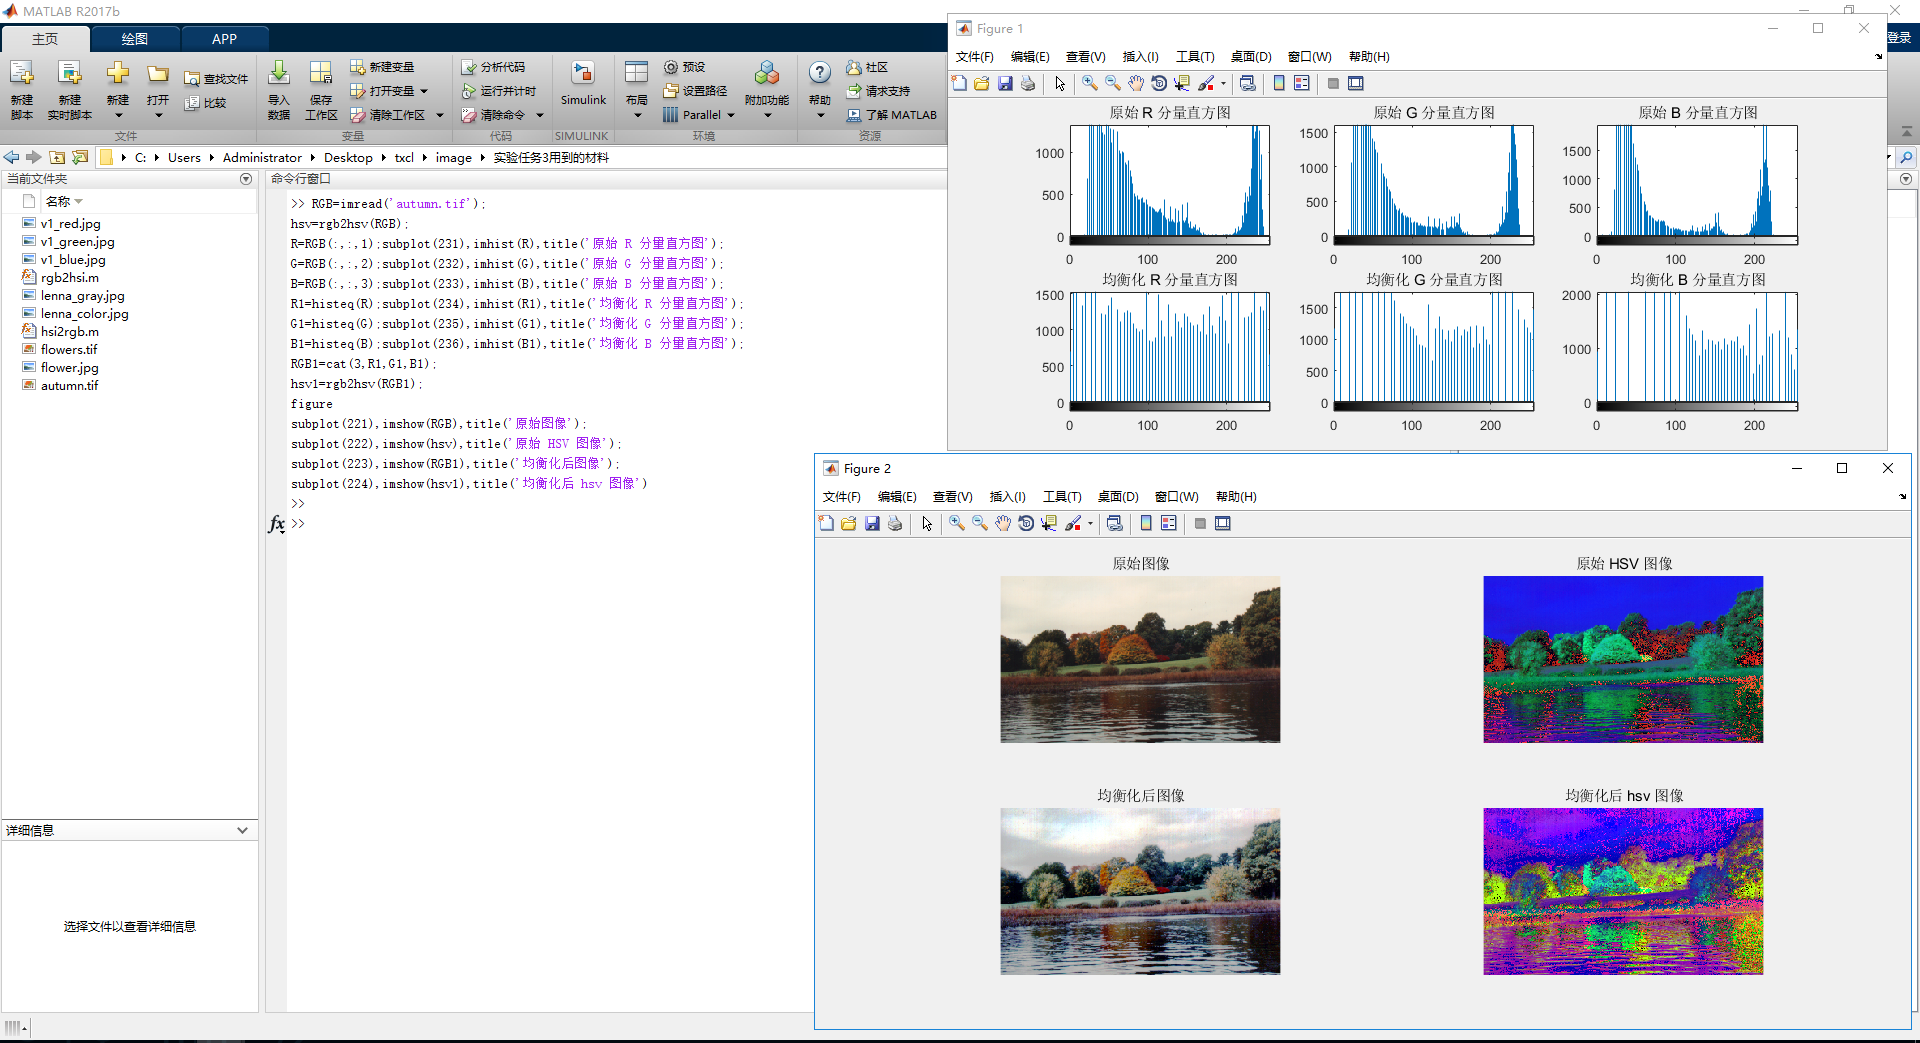 MATLAB R2017b
主页
绘图
APP
登录
新建
脚本
新建
实时脚本
新建
打开
查找文件
比较
文件
导入
数据
保存
工作区
新建变量
打开变量
清除工作区
变量
分析代码
运行并计时
清除命令
代码
Simulink
SIMULINK
布局
预设
设置路径
Parallel
附加功能
环境
帮助
社区
请求支持
了解 MATLAB
资源
C: Users Administrator Desktop txcl image 实验任务3用到的材料
当前文件夹
名称
v1_red.jpg
v1_green.jpg
v1_blue.jpg
rgb2hsi.m
lenna_gray.jpg
lenna_color.jpg
hsi2rgb.m
flowers.tif
flower.jpg
autumn.tif
详细信息
选择文件以查看详细信息
命令行窗口
>> RGB=imread('autumn.tif');
hsv=rgb2hsv(RGB);
R=RGB(:,:,1);subplot(231),imhist(R),title('原始 R 分量直方图');
G=RGB(:,:,2);subplot(232),imhist(G),title('原始 G 分量直方图');
B=RGB(:,:,3);subplot(233),imhist(B),title('原始 B 分量直方图');
R1=histeq(R);subplot(234),imhist(R1),title('均衡化 R 分量直方图');
G1=histeq(G);subplot(235),imhist(G1),title('均衡化 G 分量直方图');
B1=histeq(B);subplot(236),imhist(B1),title('均衡化 B 分量直方图');
RGB1=cat(3,R1,G1,B1);
hsv1=rgb2hsv(RGB1);
figure
subplot(221),imshow(RGB),title('原始图像');
subplot(222),imshow(hsv),title('原始 HSV 图像');
subplot(223),imshow(RGB1),title('均衡化后图像');
subplot(224),imshow(hsv1),title('均衡化后 hsv 图像')
>>
fx >>
Figure 1
文件(F) 编辑(E) 查看(V) 插入(I) 工具(T) 桌面(D) 窗口(W) 帮助(H)
原始 R 分量直方图
1000
500
0
0 100 200
原始 G 分量直方图
1500
1000
500
0
0 100 200
原始 B 分量直方图
1500
1000
500
0
0 100 200
均衡化 R 分量直方图
1500
1000
500
0
0 100 200
均衡化 G 分量直方图
1500
1000
500
0
0 100 200
均衡化 B 分量直方图
2000
1000
0
0 100 200
Figure 2
文件(F) 编辑(E) 查看(V) 插入(I) 工具(T) 桌面(D) 窗口(W) 帮助(H)
原始图像
原始 HSV 图像
均衡化后图像
均衡化后 hsv 图像